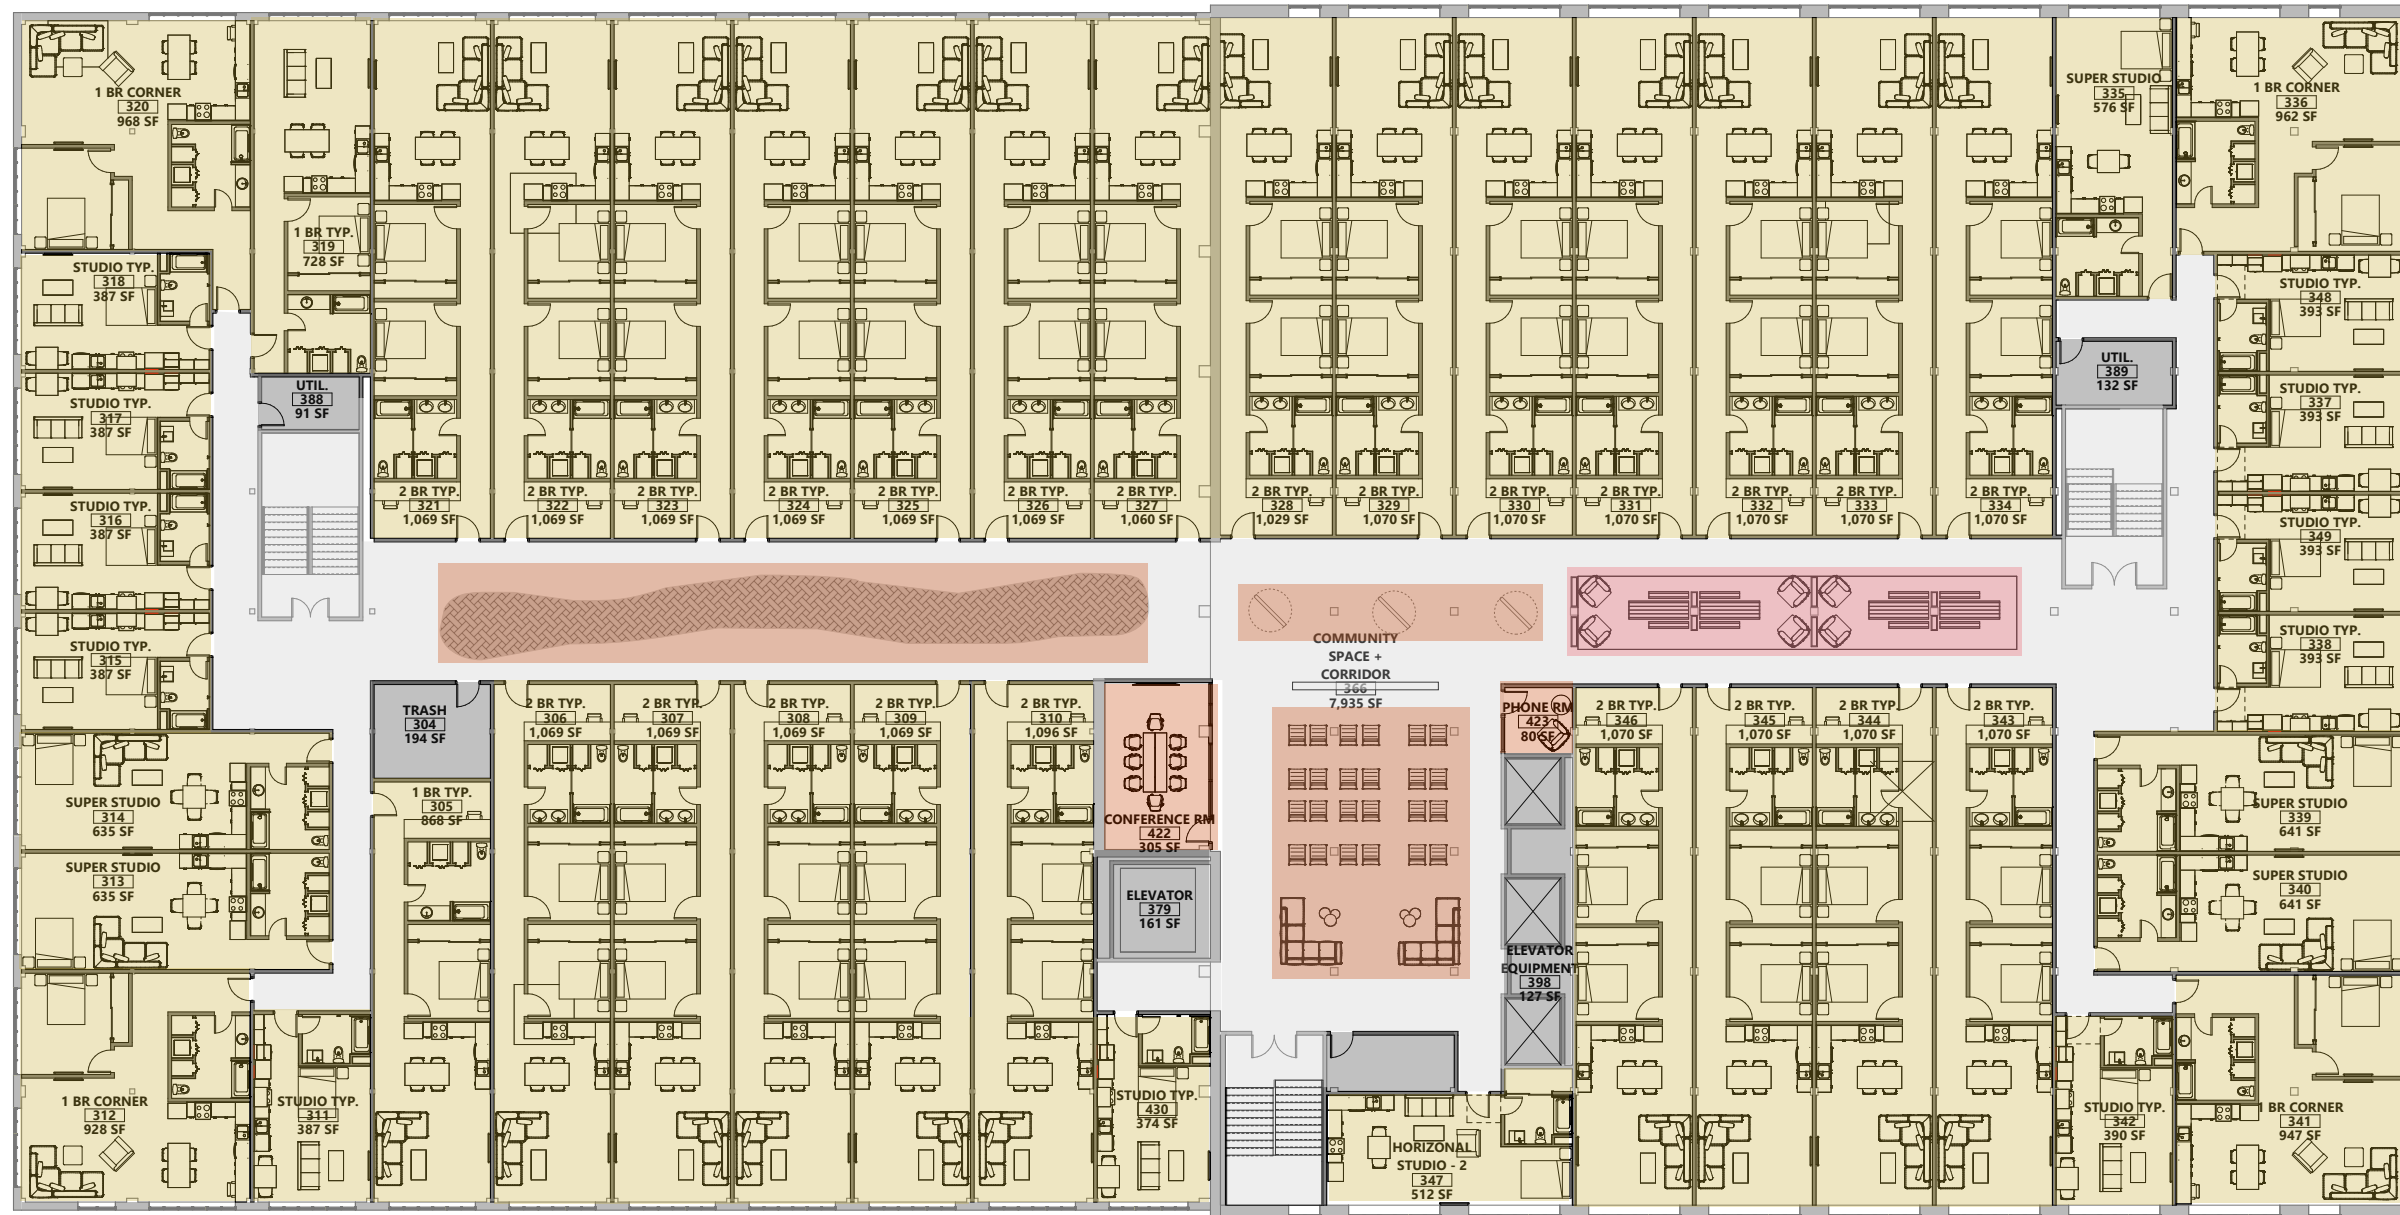 1 BR CORNER
320
968 SF
SUPER STUDIO
335
576 SF
1 BR CORNER
336
962 SF
1 BR TYP.
319
728 SF
STUDIO TYP.
318
387 SF
STUDIO TYP.
348
393 SF
UTIL.
388
91 SF
UTIL.
389
132 SF
STUDIO TYP.
317
387 SF
STUDIO TYP.
337
393 SF
2 BR TYP.
321
1,069 SF
2 BR TYP.
322
1,069 SF
2 BR TYP.
323
1,069 SF
2 BR TYP.
324
1,069 SF
2 BR TYP.
325
1,069 SF
2 BR TYP.
326
1,069 SF
2 BR TYP.
327
1,060 SF
2 BR TYP.
328
1,029 SF
2 BR TYP.
329
1,070 SF
2 BR TYP.
330
1,070 SF
2 BR TYP.
331
1,070 SF
2 BR TYP.
332
1,070 SF
2 BR TYP.
333
1,070 SF
2 BR TYP.
334
1,070 SF
STUDIO TYP.
316
387 SF
STUDIO TYP.
349
393 SF
STUDIO TYP.
315
387 SF
STUDIO TYP.
338
393 SF
COMMUNITY
SPACE +
CORRIDOR
366
7,935 SF
TRASH
304
194 SF
2 BR TYP.
306
1,069 SF
2 BR TYP.
307
1,069 SF
2 BR TYP.
308
1,069 SF
2 BR TYP.
309
1,069 SF
2 BR TYP.
310
1,096 SF
PHONE RM
423
80 SF
2 BR TYP.
346
1,070 SF
2 BR TYP.
345
1,070 SF
2 BR TYP.
344
1,070 SF
2 BR TYP.
343
1,070 SF
1 BR TYP.
305
868 SF
CONFERENCE RM
422
305 SF
SUPER STUDIO
314
635 SF
SUPER STUDIO
339
641 SF
SUPER STUDIO
313
635 SF
ELEVATOR
379
161 SF
SUPER STUDIO
340
641 SF
ELEVATOR
EQUIPMENT
398
127 SF
1 BR CORNER
312
928 SF
STUDIO TYP.
311
387 SF
STUDIO TYP.
430
374 SF
HORIZONAL
STUDIO - 2
347
512 SF
STUDIO TYP.
342
390 SF
1 BR CORNER
341
947 SF